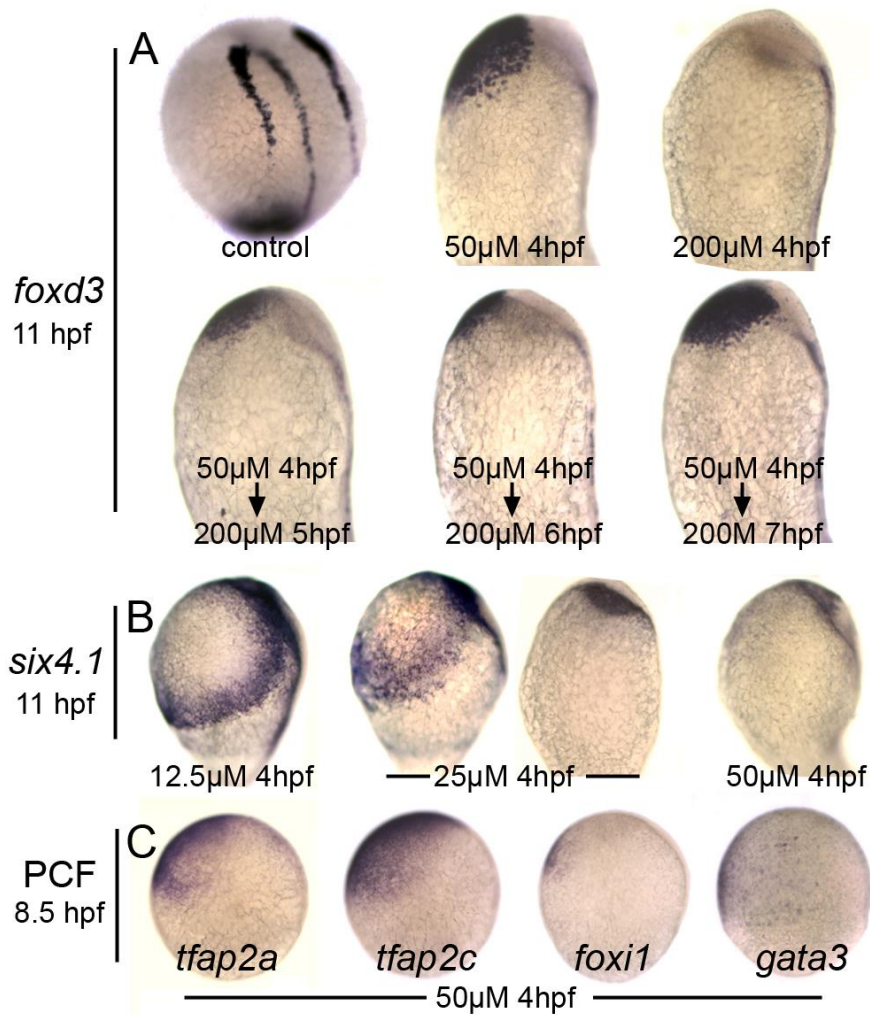 A
control
50µM 4hpf
200µM 4hpf
foxd3
11 hpf
50µM 4hpf
200µM 5hpf
50µM 4hpf
200µM 6hpf
50µM 4hpf
200M 7hpf
B
six4.1
11 hpf
12.5µM 4hpf
25µM 4hpf
50µM 4hpf
C
PCF
8.5 hpf
tfap2a
tfap2c
foxi1
gata3
50µM 4hpf